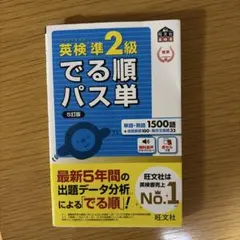 英検準2級
でる順
パス単
5訂版
単語・熟語1500語
最新5年間の
出題データ分析
による「でる順」!
旺文社は
英検書売上
No.1
旺文社